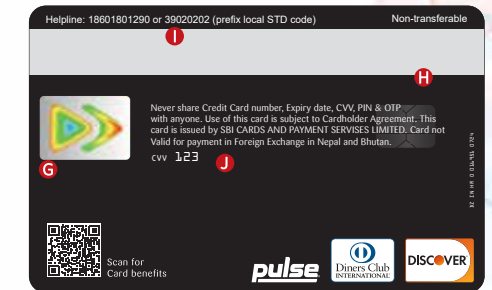 Helpline: 18601801290 or 39020202 (prefix local STD code)
Non-transferable
I
H
Never share Credit Card number, Expiry date, CVV, PIN & OTP
with anyone. Use of this card is subject to Cardholder Agreement. This
card is issued by SBI CARDS AND PAYMENT SERVISES LIMITED. Card not
Valid for payment in Foreign Exchange in Nepal and Bhutan.
CVV 123
J
G
Scan for
Card benefits
pulse
Diners Club
INTERNATIONAL
DISCOVER